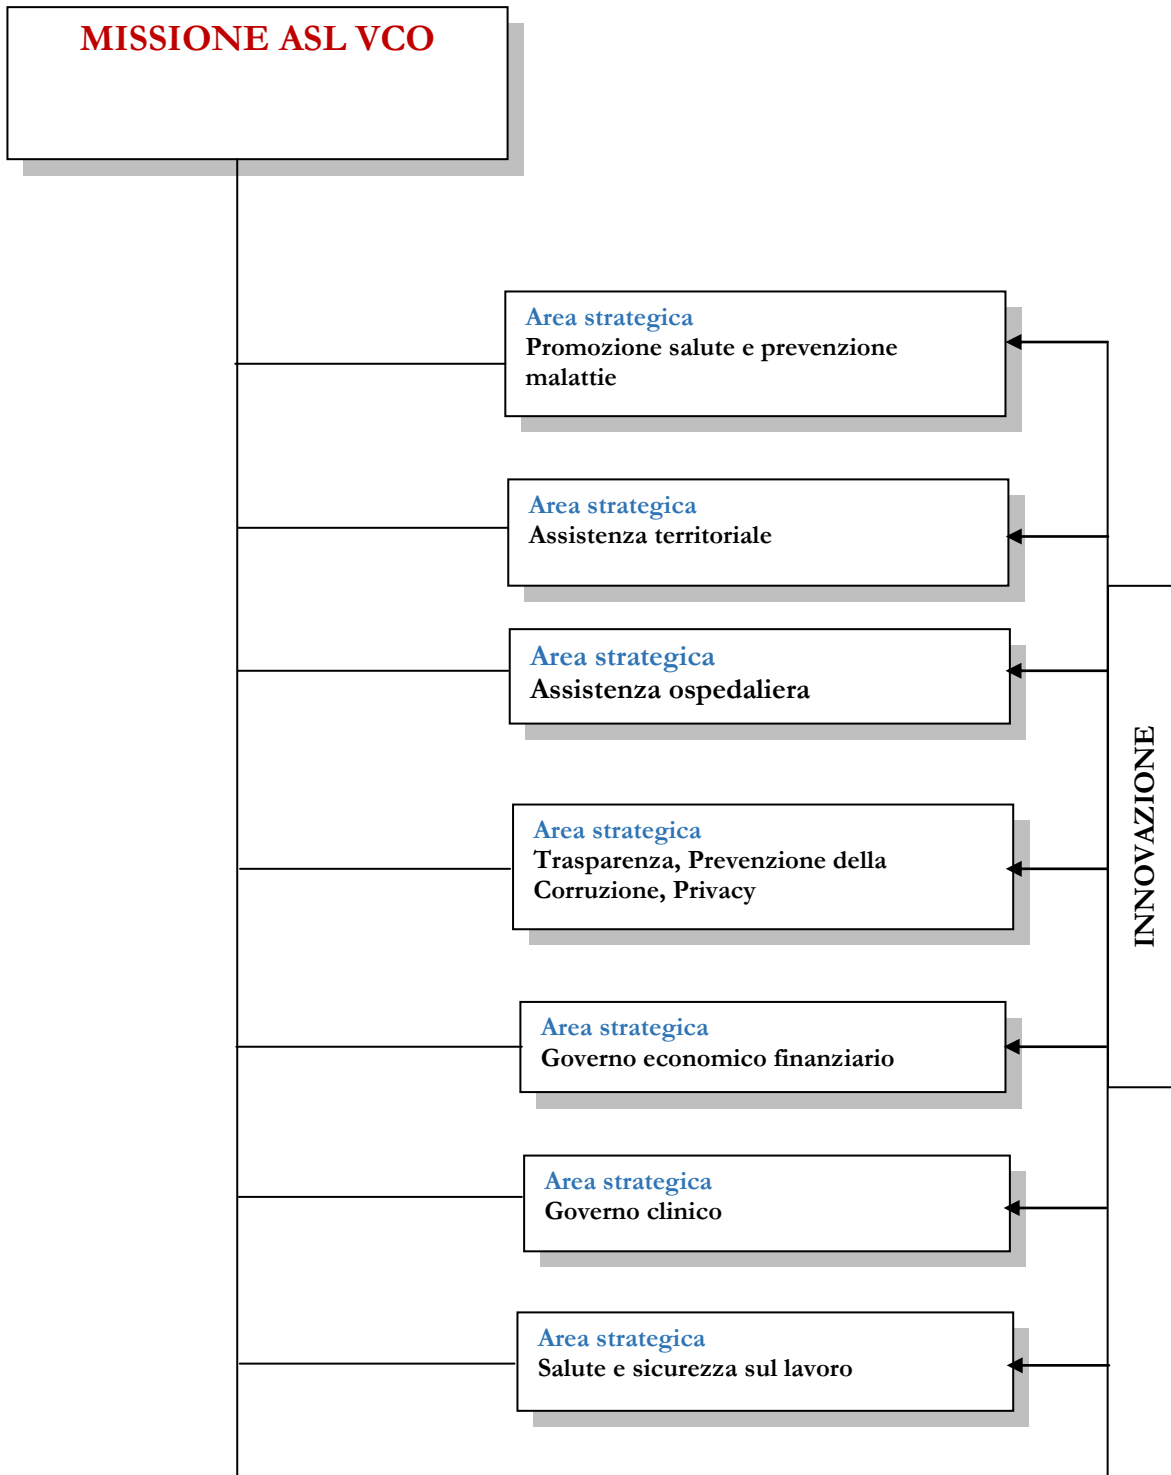 MISSIONE ASL VCO
Area strategica
Promozione salute e prevenzione
malattie
Area strategica
Assistenza territoriale
Area strategica
Assistenza ospedaliera
Area strategica
Trasparenza, Prevenzione della
Corruzione, Privacy
Area strategica
Governo economico finanziario
Area strategica
Governo clinico
Area strategica
Salute e sicurezza sul lavoro
INNOVAZIONE